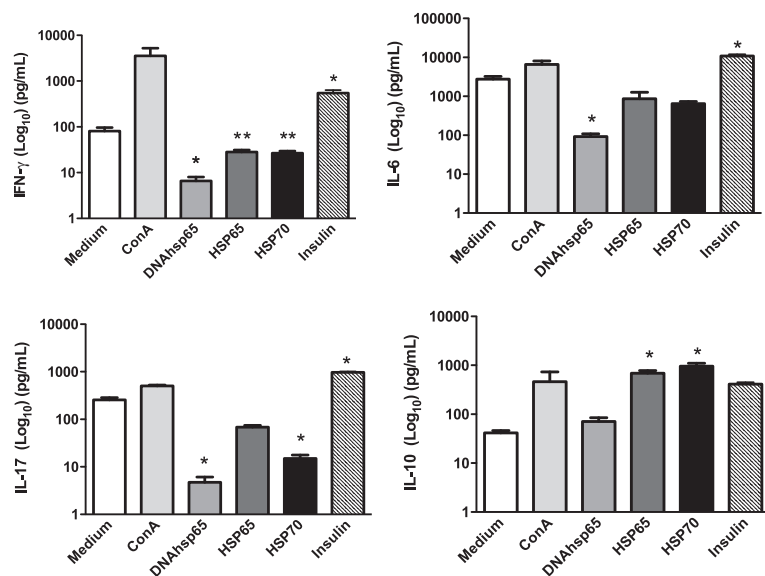 IFN-γ (Log10) (pg/mL)
10000
1000
100
10
1
*
**
**
*
Medium
ConA
DNAhsp65
HSP65
HSP70
Insulin
IL-6 (Log10) (pg/mL)
100000
10000
1000
100
10
1
*
*
Medium
ConA
DNAhsp65
HSP65
HSP70
Insulin
IL-17 (Log10) (pg/mL)
10000
1000
100
10
1
*
*
*
Medium
ConA
DNAhsp65
HSP65
HSP70
Insulin
IL-10 (Log10) (pg/mL)
10000
1000
100
10
1
*
*
Medium
ConA
DNAhsp65
HSP65
HSP70
Insulin